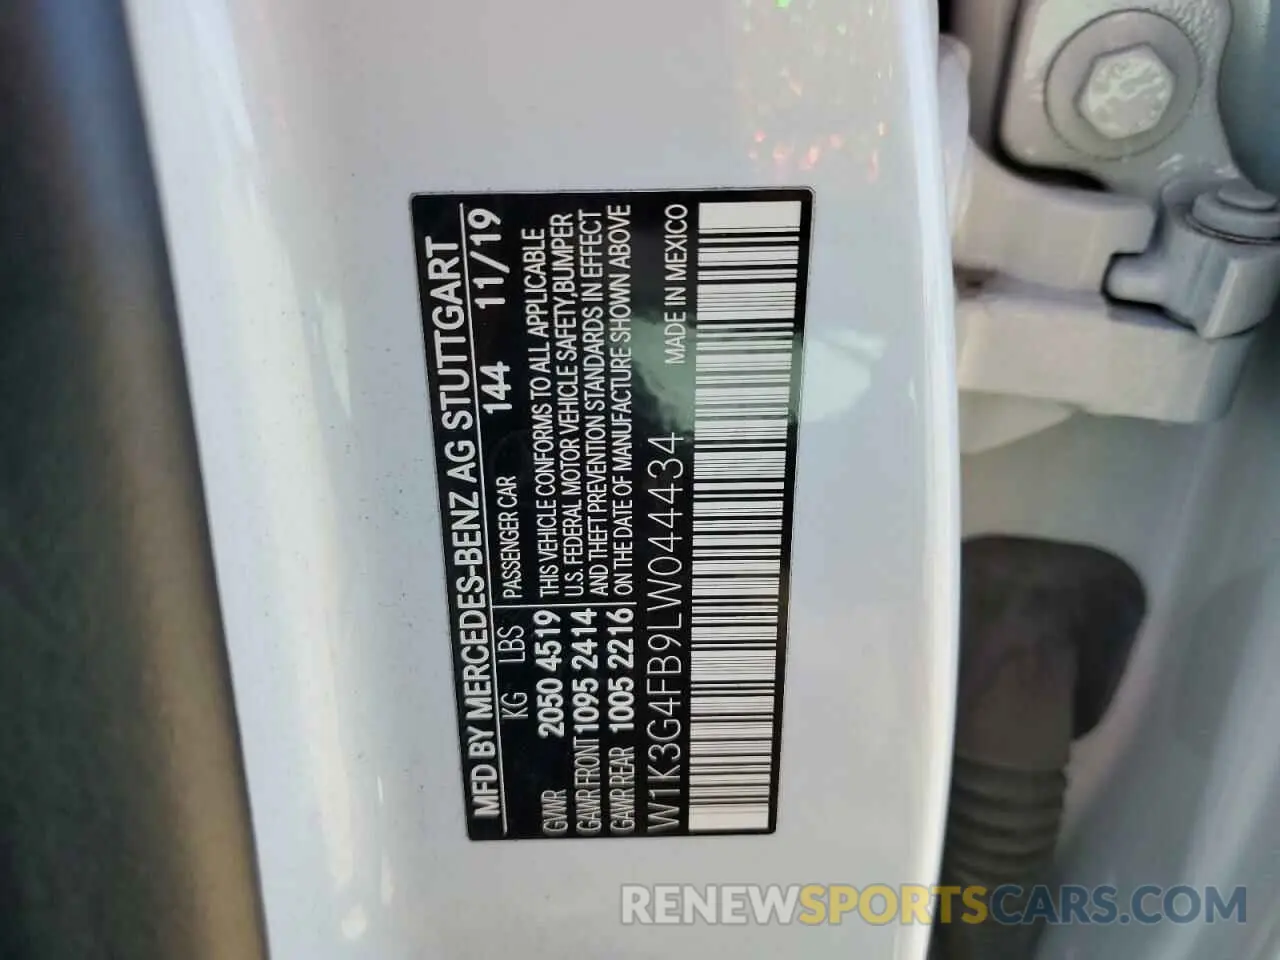 MFD BY MERCEDES-BENZ AG STUTTGART
KG LBS PASSENGER CAR 144 11/19
GVWR 2050 4519
GAWR FRONT 1095 2414
GAWR REAR 1005 2216
THIS VEHICLE CONFORMS TO ALL APPLICABLE
U.S. FEDERAL MOTOR VEHICLE SAFETY,BUMPER
AND THEFT PREVENTION STANDARDS IN EFFECT
ON THE DATE OF MANUFACTURE SHOWN ABOVE
W1K3G4FB9LW044434 MADE IN MEXICO
RENEWSPORTSCARS.COM